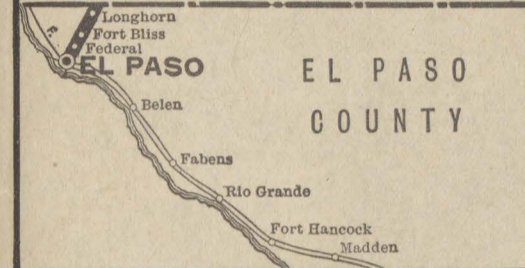 Longhorn
Fort Bliss
F.
Federal
EL PASO
EL PASO
COUNTY
Belen
Fabens
Rio Grande
Fort Hancock
Madden